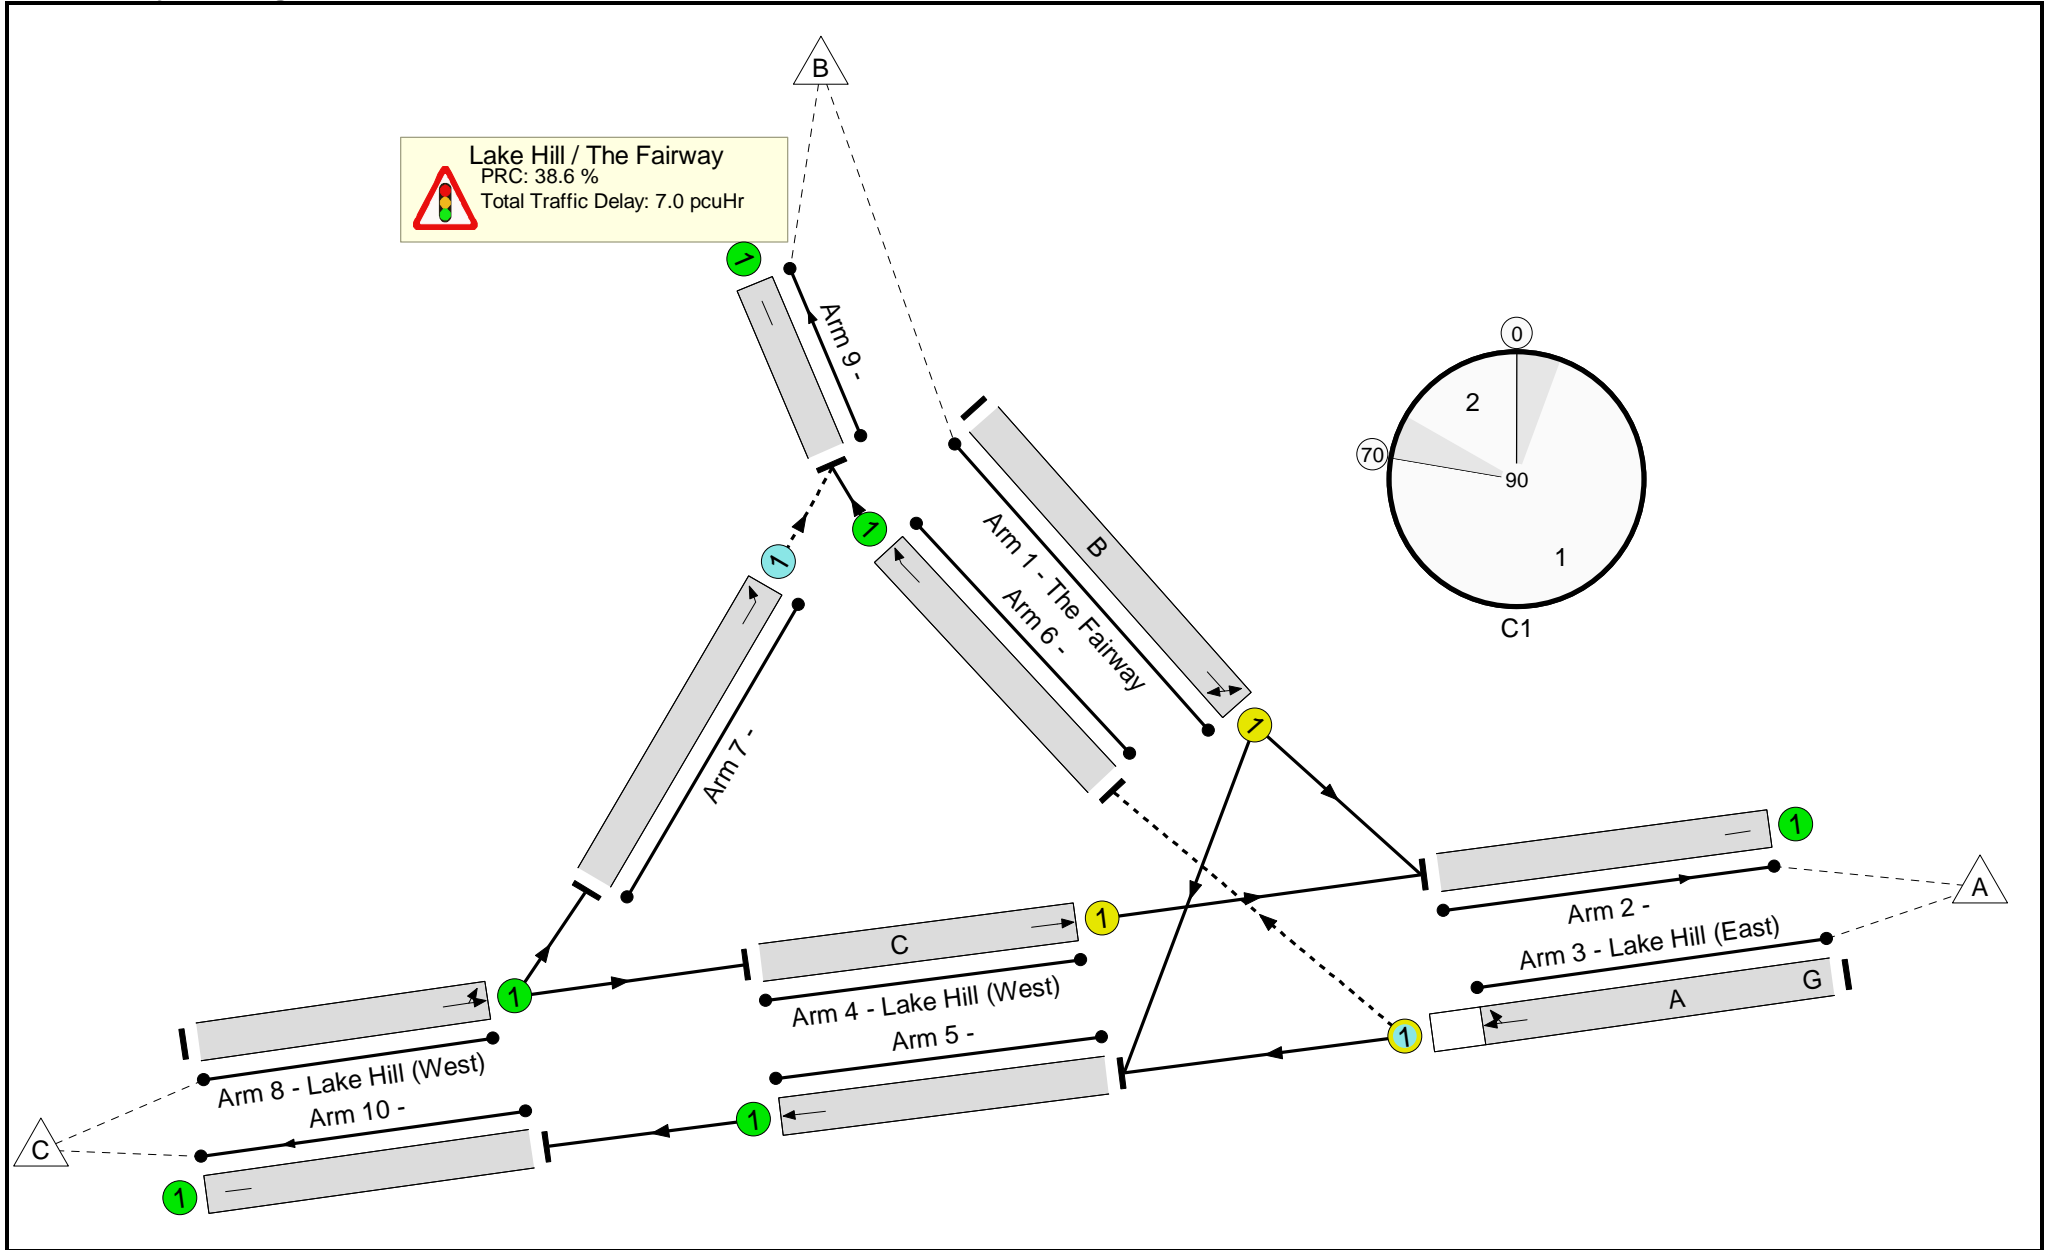 B
Lake Hill / The Fairway
PRC: 38.6 %
Total Traffic Delay: 7.0 pcuHr
1
Arm 9 -
0
2
70
90
1
C1
1
1
B
Arm 1 - The Fairway
Arm 6 -
Arm 7 -
1
1
Arm 2 -
A
1
C
Arm 3 - Lake Hill (East)
G
A
1
1
Arm 4 - Lake Hill (West)
Arm 5 -
Arm 8 - Lake Hill (West)
Arm 10 -
1
C
1